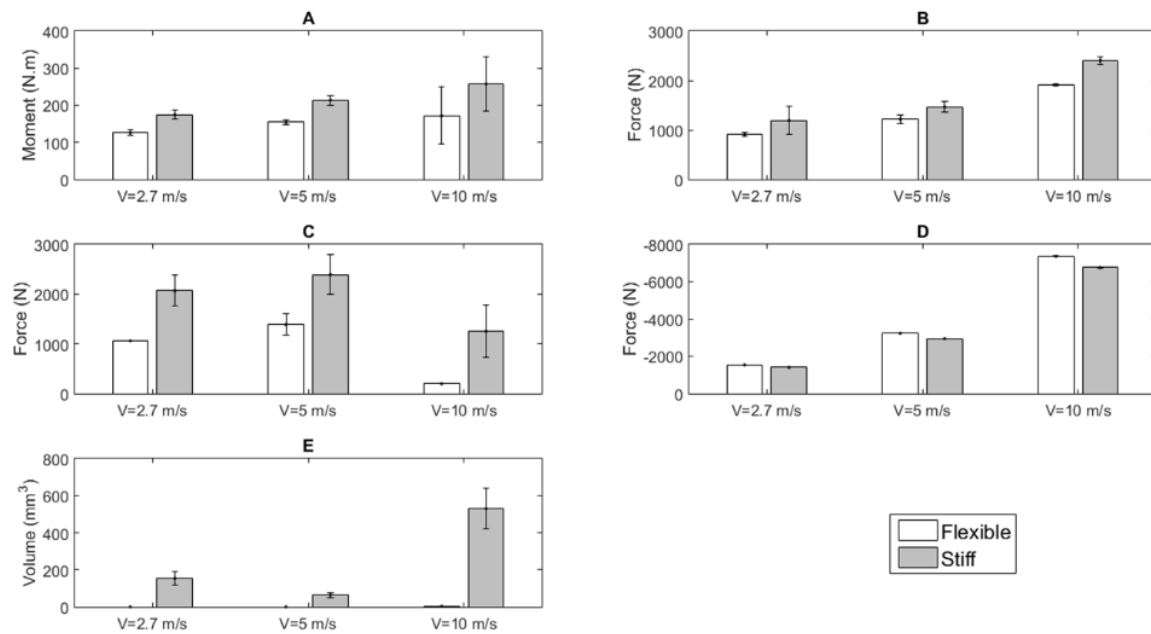 A
Moment (N.m)
400
300
200
100
0
V=2.7 m/s
V=5 m/s
V=10 m/s
B
Force (N)
3000
2000
1000
0
V=2.7 m/s
V=5 m/s
V=10 m/s
C
Force (N)
3000
2000
1000
0
V=2.7 m/s
V=5 m/s
V=10 m/s
D
Force (N)
-8000
-6000
-4000
-2000
0
V=2.7 m/s
V=5 m/s
V=10 m/s
E
Volume (mm³)
800
600
400
200
0
V=2.7 m/s
V=5 m/s
V=10 m/s
Flexible
Stiff